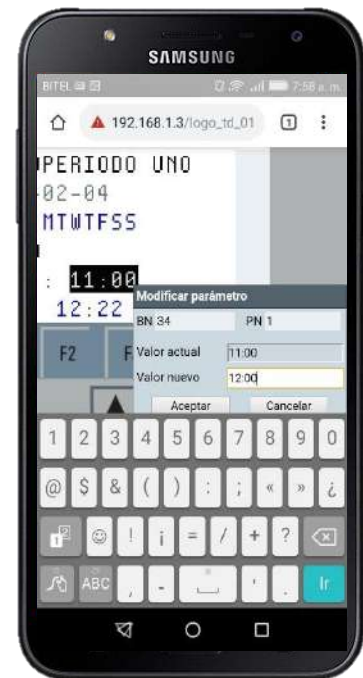 SAMSUNG
BITEL 7:58 p. m.
192.168.1.3/logo_td_01 1
PERIODO UNO
-02-04
MTWTFSS
: 11:00
12:22
Modificar parámetro
BN 34 PN 1
F2 F
Valor actual 11:00
Valor nuevo 12:00
Aceptar Cancelar
1 2 3 4 5 6 7 8 9 0
@ $ & ( ) : ; « » ¿
1 2 ! ¡ = / + ?
ABC , - ' . Ir